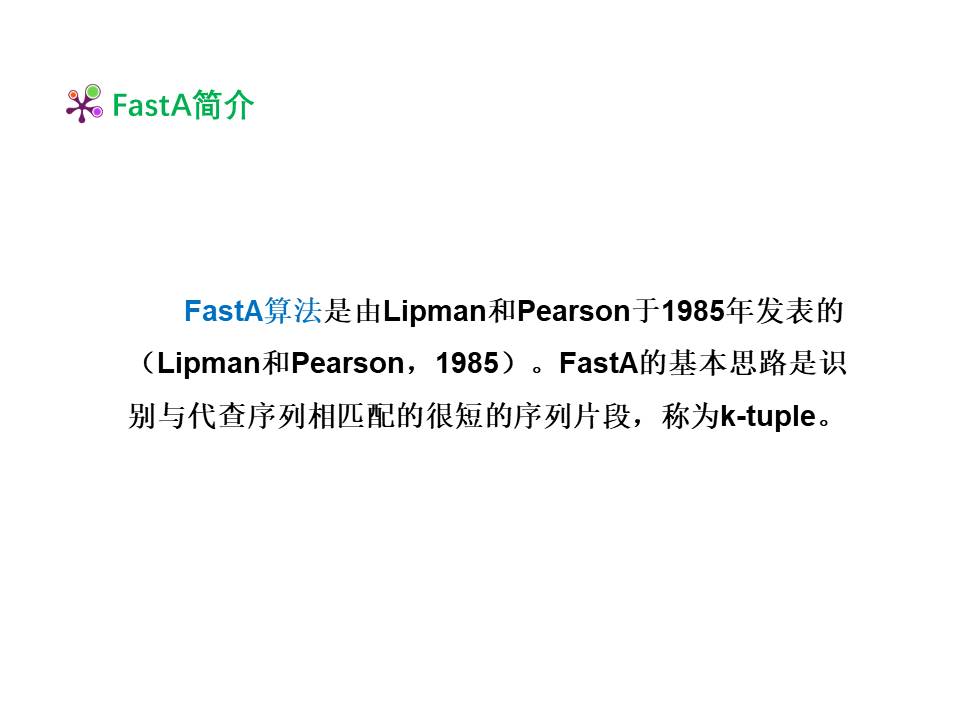 FastA简介
FastA算法是由Lipman和Pearson于1985年发表的
（Lipman和Pearson，1985）。FastA的基本思路是识
别与代查序列相匹配的很短的序列片段，称为k-tuple。